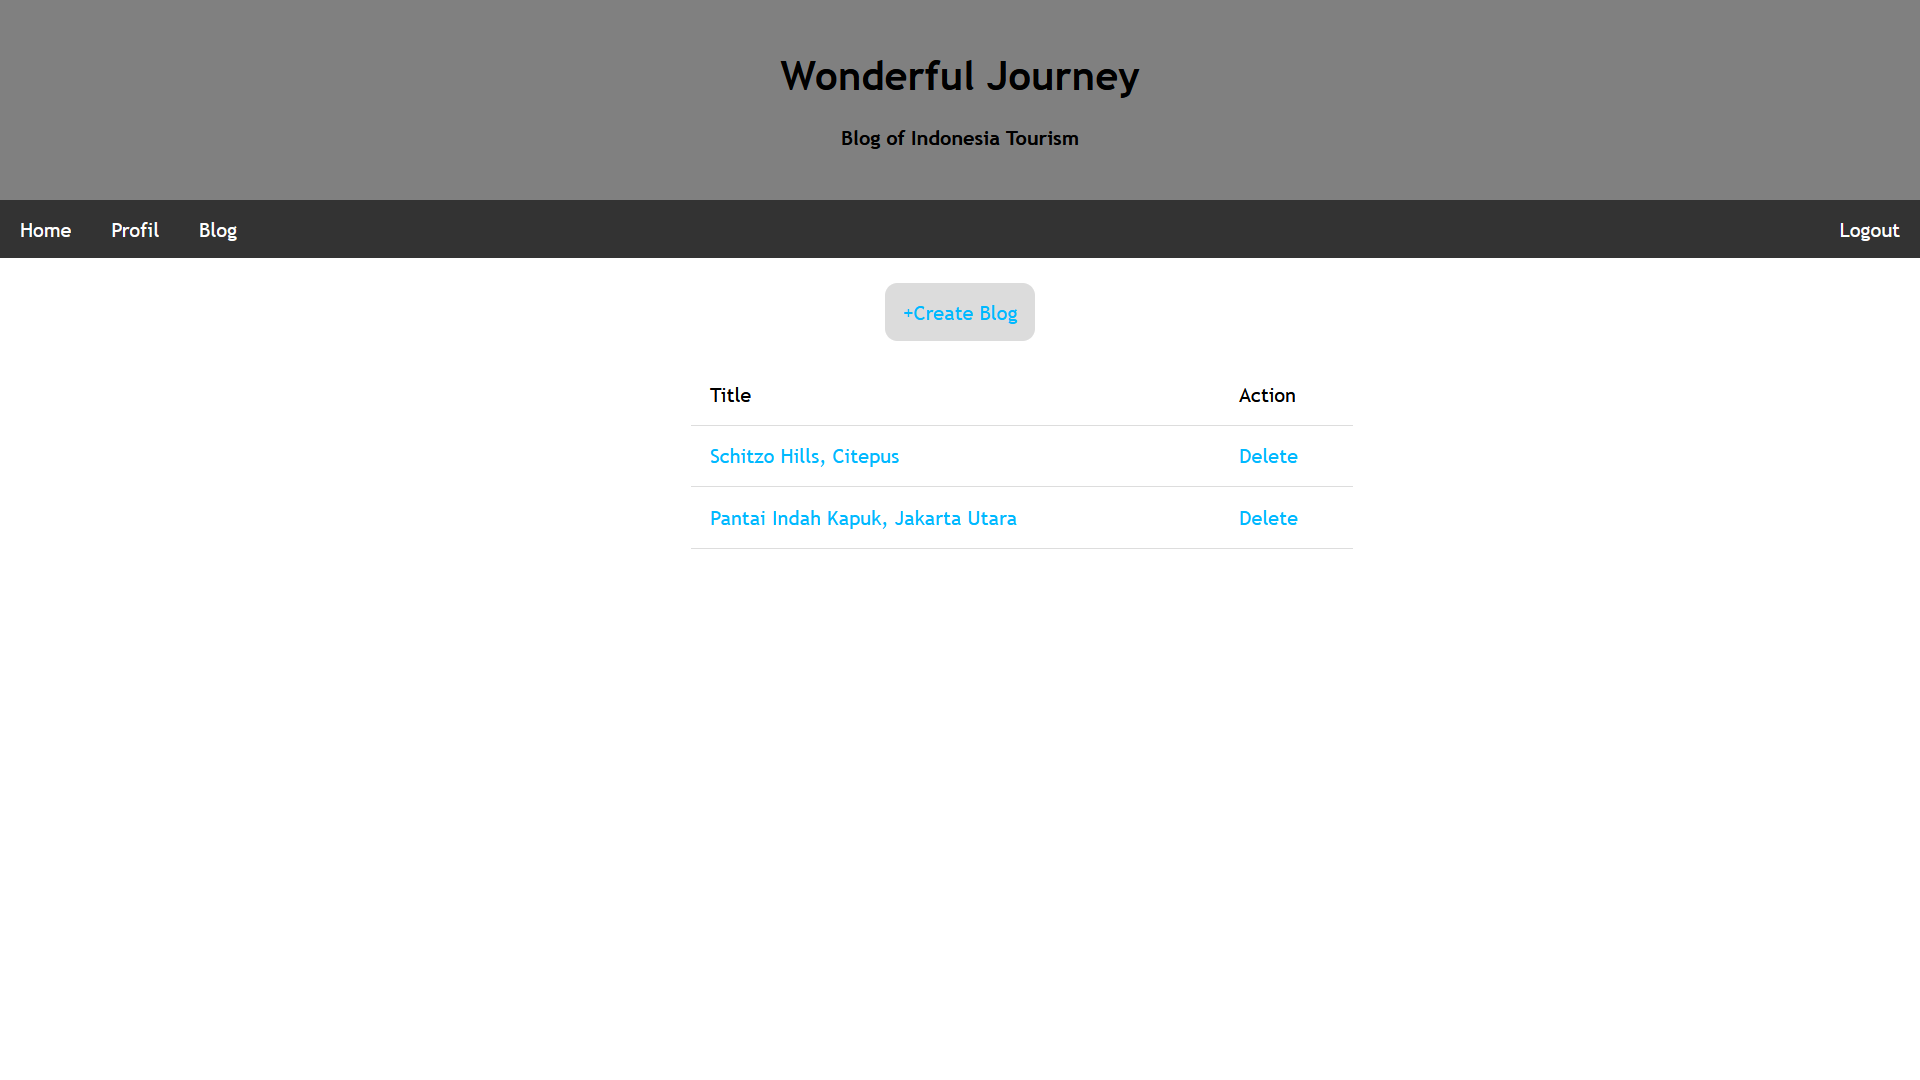 Wonderful Journey
Blog of Indonesia Tourism
Home Profil Blog Logout
+Create Blog
Title Action
Schitzo Hills, Citepus Delete
Pantai Indah Kapuk, Jakarta Utara Delete